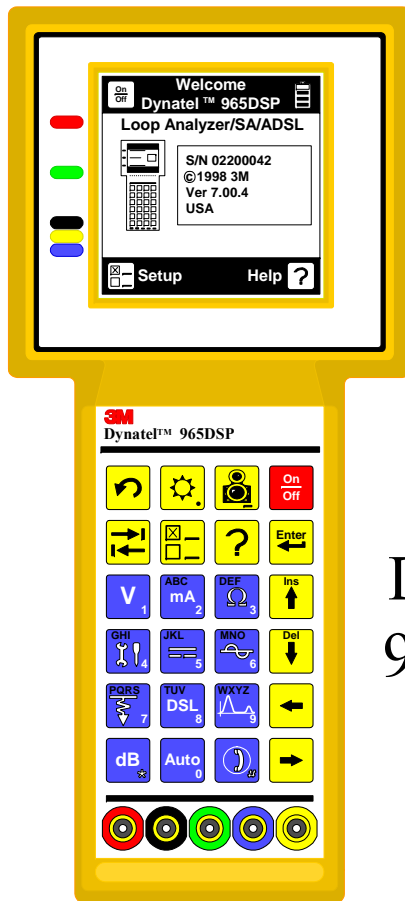 On
Off
Welcome
Dynatel ™ 965DSP
Loop Analyzer/SA/ADSL
S/N 02200042
©1998 3M
Ver 7.00.4
USA
Setup
Help ?
3M
Dynatel™ 965DSP
On
Off
?
Enter
V 1
ABC
mA 2
DEF
Ω 3
Ins
GHI
4
JKL
5
MNO
6
Del
PQRS
7
TUV
DSL 8
WXYZ
9
dB *
Auto 0
#